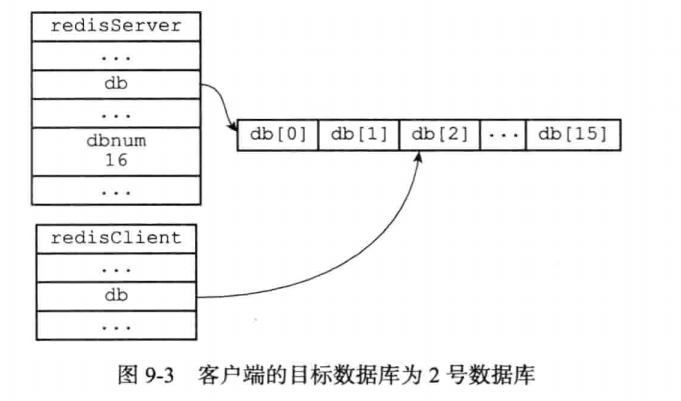 redisServer
...
db
...
dbnum
16
...
db[0] db[1] db[2] ... db[15]
redisClient
...
db
...
图 9-3 客户端的目标数据库为 2 号数据库